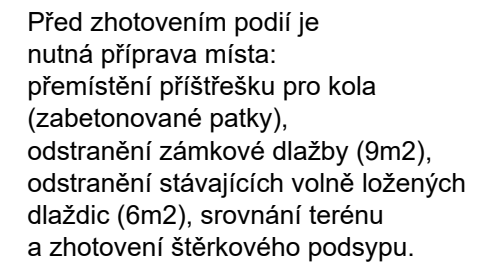 Před zhotovením podií je
nutná příprava místa:
přemístění příštřešku pro kola
(zabetonované patky),
odstranění zámkové dlažby (9m2),
odstranění stávajících volně ložených
dlaždic (6m2), srovnání terénu
a zhotovení štěrkového podsypu.